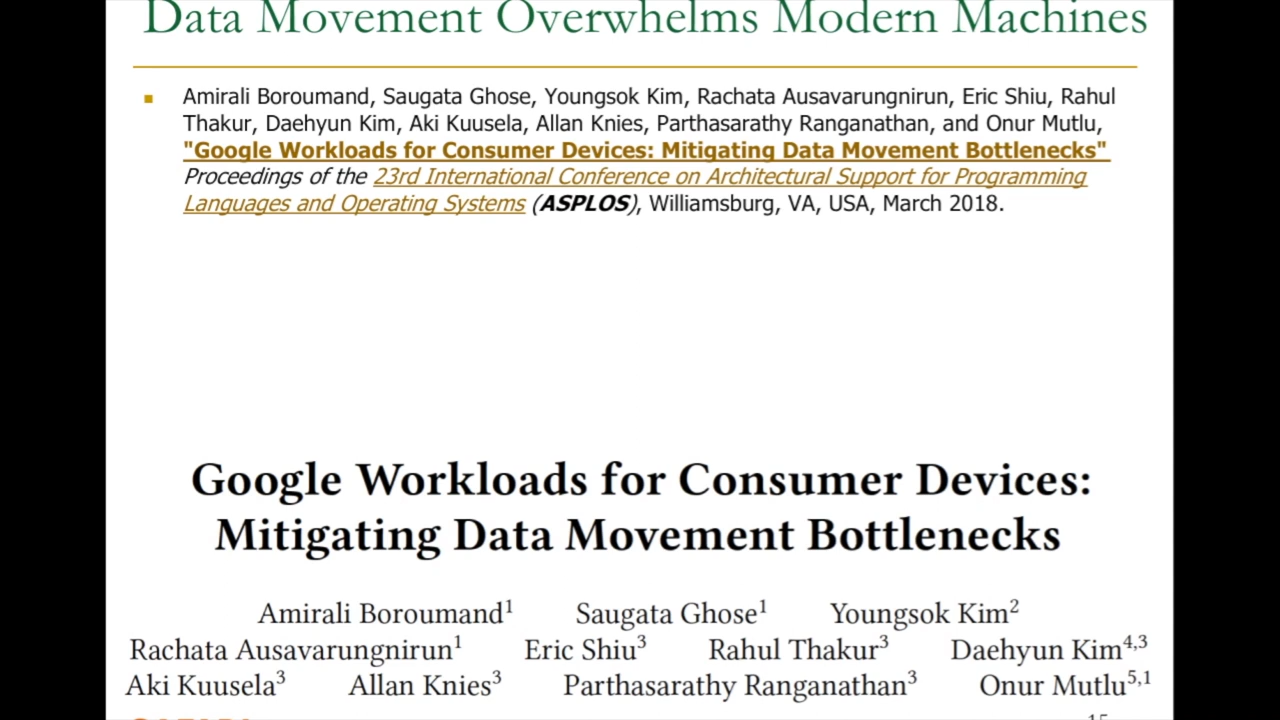 Data Movement Overwhelms Modern Machines
Amirali Boroumand, Saugata Ghose, Youngsok Kim, Rachata Ausavarungnirun, Eric Shiu, Rahul
Thakur, Daehyun Kim, Aki Kuusela, Allan Knies, Parthasarathy Ranganathan, and Onur Mutlu,
"Google Workloads for Consumer Devices: Mitigating Data Movement Bottlenecks"
Proceedings of the 23rd International Conference on Architectural Support for Programming
Languages and Operating Systems (ASPLOS), Williamsburg, VA, USA, March 2018.
Google Workloads for Consumer Devices:
Mitigating Data Movement Bottlenecks
Amirali Boroumand¹ Saugata Ghose¹ Youngsok Kim²
Rachata Ausavarungnirun¹ Eric Shiu³ Rahul Thakur³ Daehyun Kim⁴,³
Aki Kuusela³ Allan Knies³ Parthasarathy Ranganathan³ Onur Mutlu⁵,¹